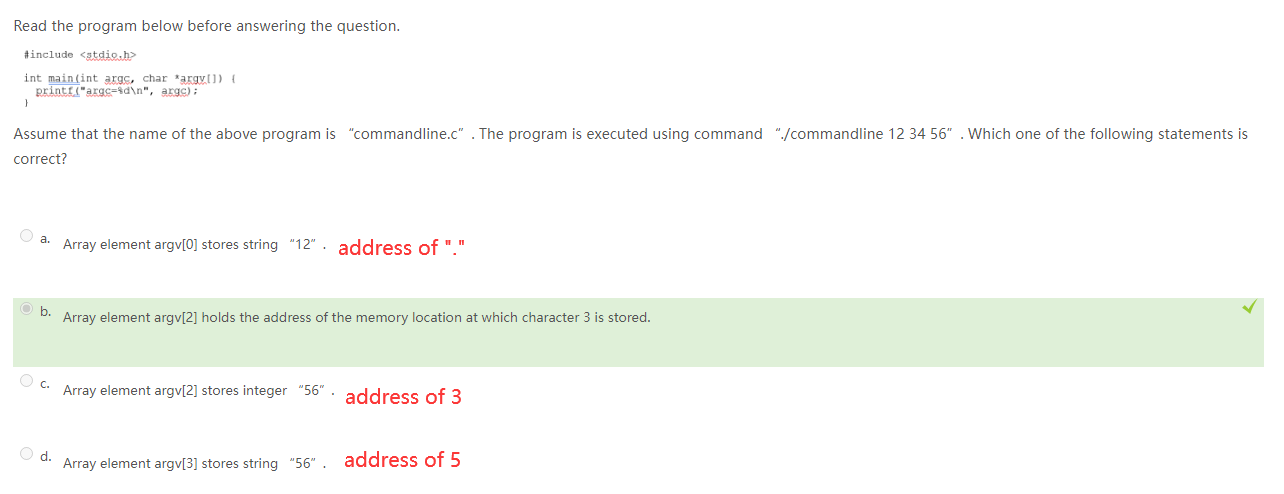 Read the program below before answering the question.
#include <stdio.h>
int main(int argc, char *argv[]) {
printf("argc=%d\n", argc);
}
Assume that the name of the above program is “commandline.c” . The program is executed using command “./commandline 12 34 56” . Which one of the following statements is
correct?
a. Array element argv[0] stores string “12” . address of "."
b. Array element argv[2] holds the address of the memory location at which character 3 is stored.
c. Array element argv[2] stores integer “56” . address of 3
d. Array element argv[3] stores string “56” . address of 5